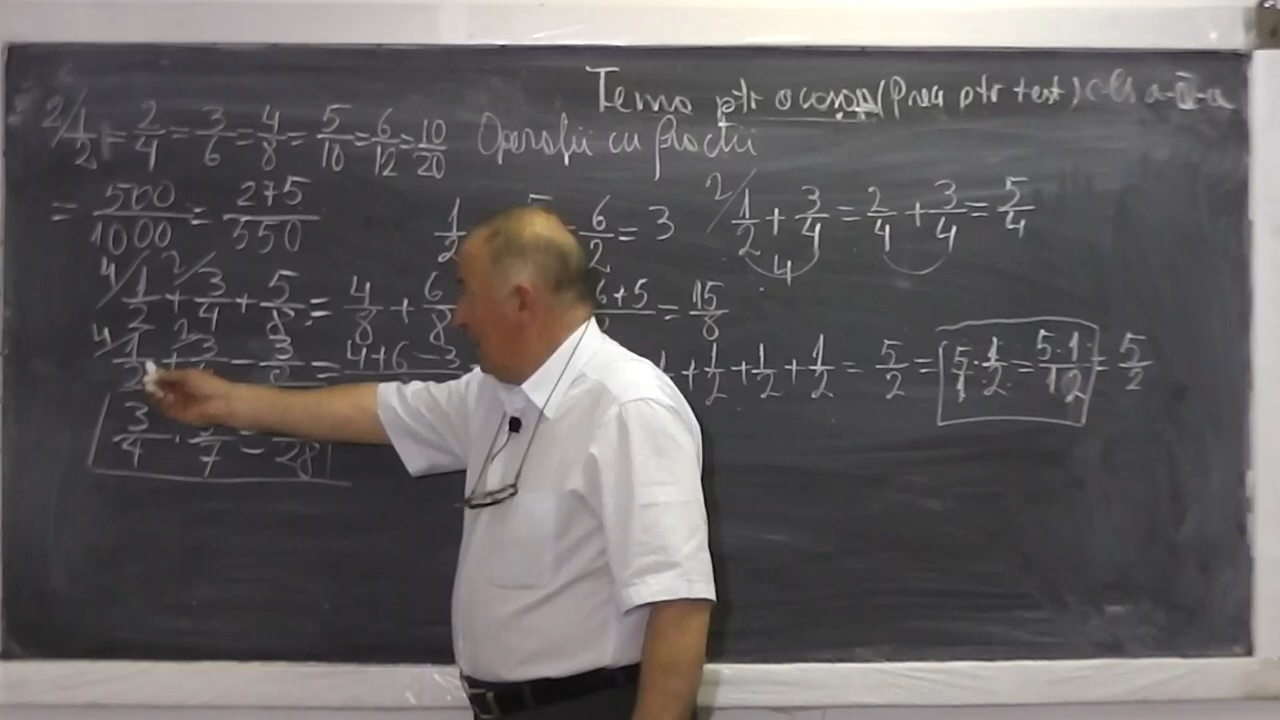 Tema ptr acasa (Preg ptr test) cls a-V-a
2/ 1/2 = 2/4 = 3/6 = 4/8 = 5/10 = 6/12 = 10/20 Operații cu fracții
= 500/1000 = 275/550
1/2 5 6/2 = 3
2/ 1/2 + 3/4 = 2/4 + 3/4 = 5/4
4
4/ 1/2 + 2/ 3/4 + 5/8 = 4/8 + 6/8 6+5 = 15/8
4/ 1/2 + 2/ 3 - 3 = 4+6-3
+ 1/2 + 1/2 + 1/2 = 5/2 = 5/1 · 1/2 = 5·1/1·2 = 5/2
3/4 · /7 = 28